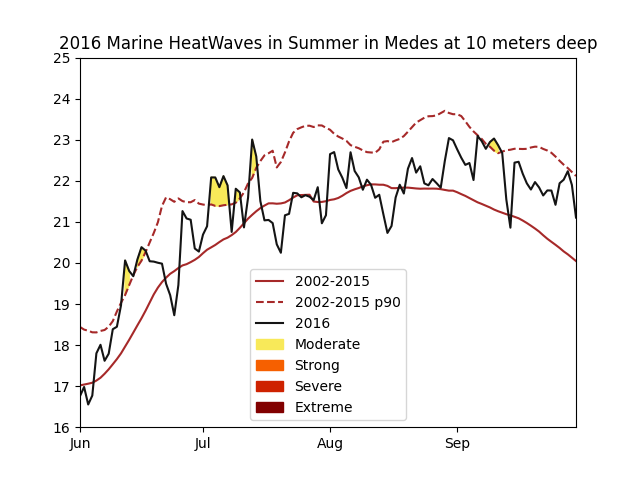 2016 Marine HeatWaves in Summer in Medes at 10 meters deep
25
24
23
22
21
20
19
18
17
16
Jun
Jul
Aug
Sep
2002-2015
2002-2015 p90
2016
Moderate
Strong
Severe
Extreme